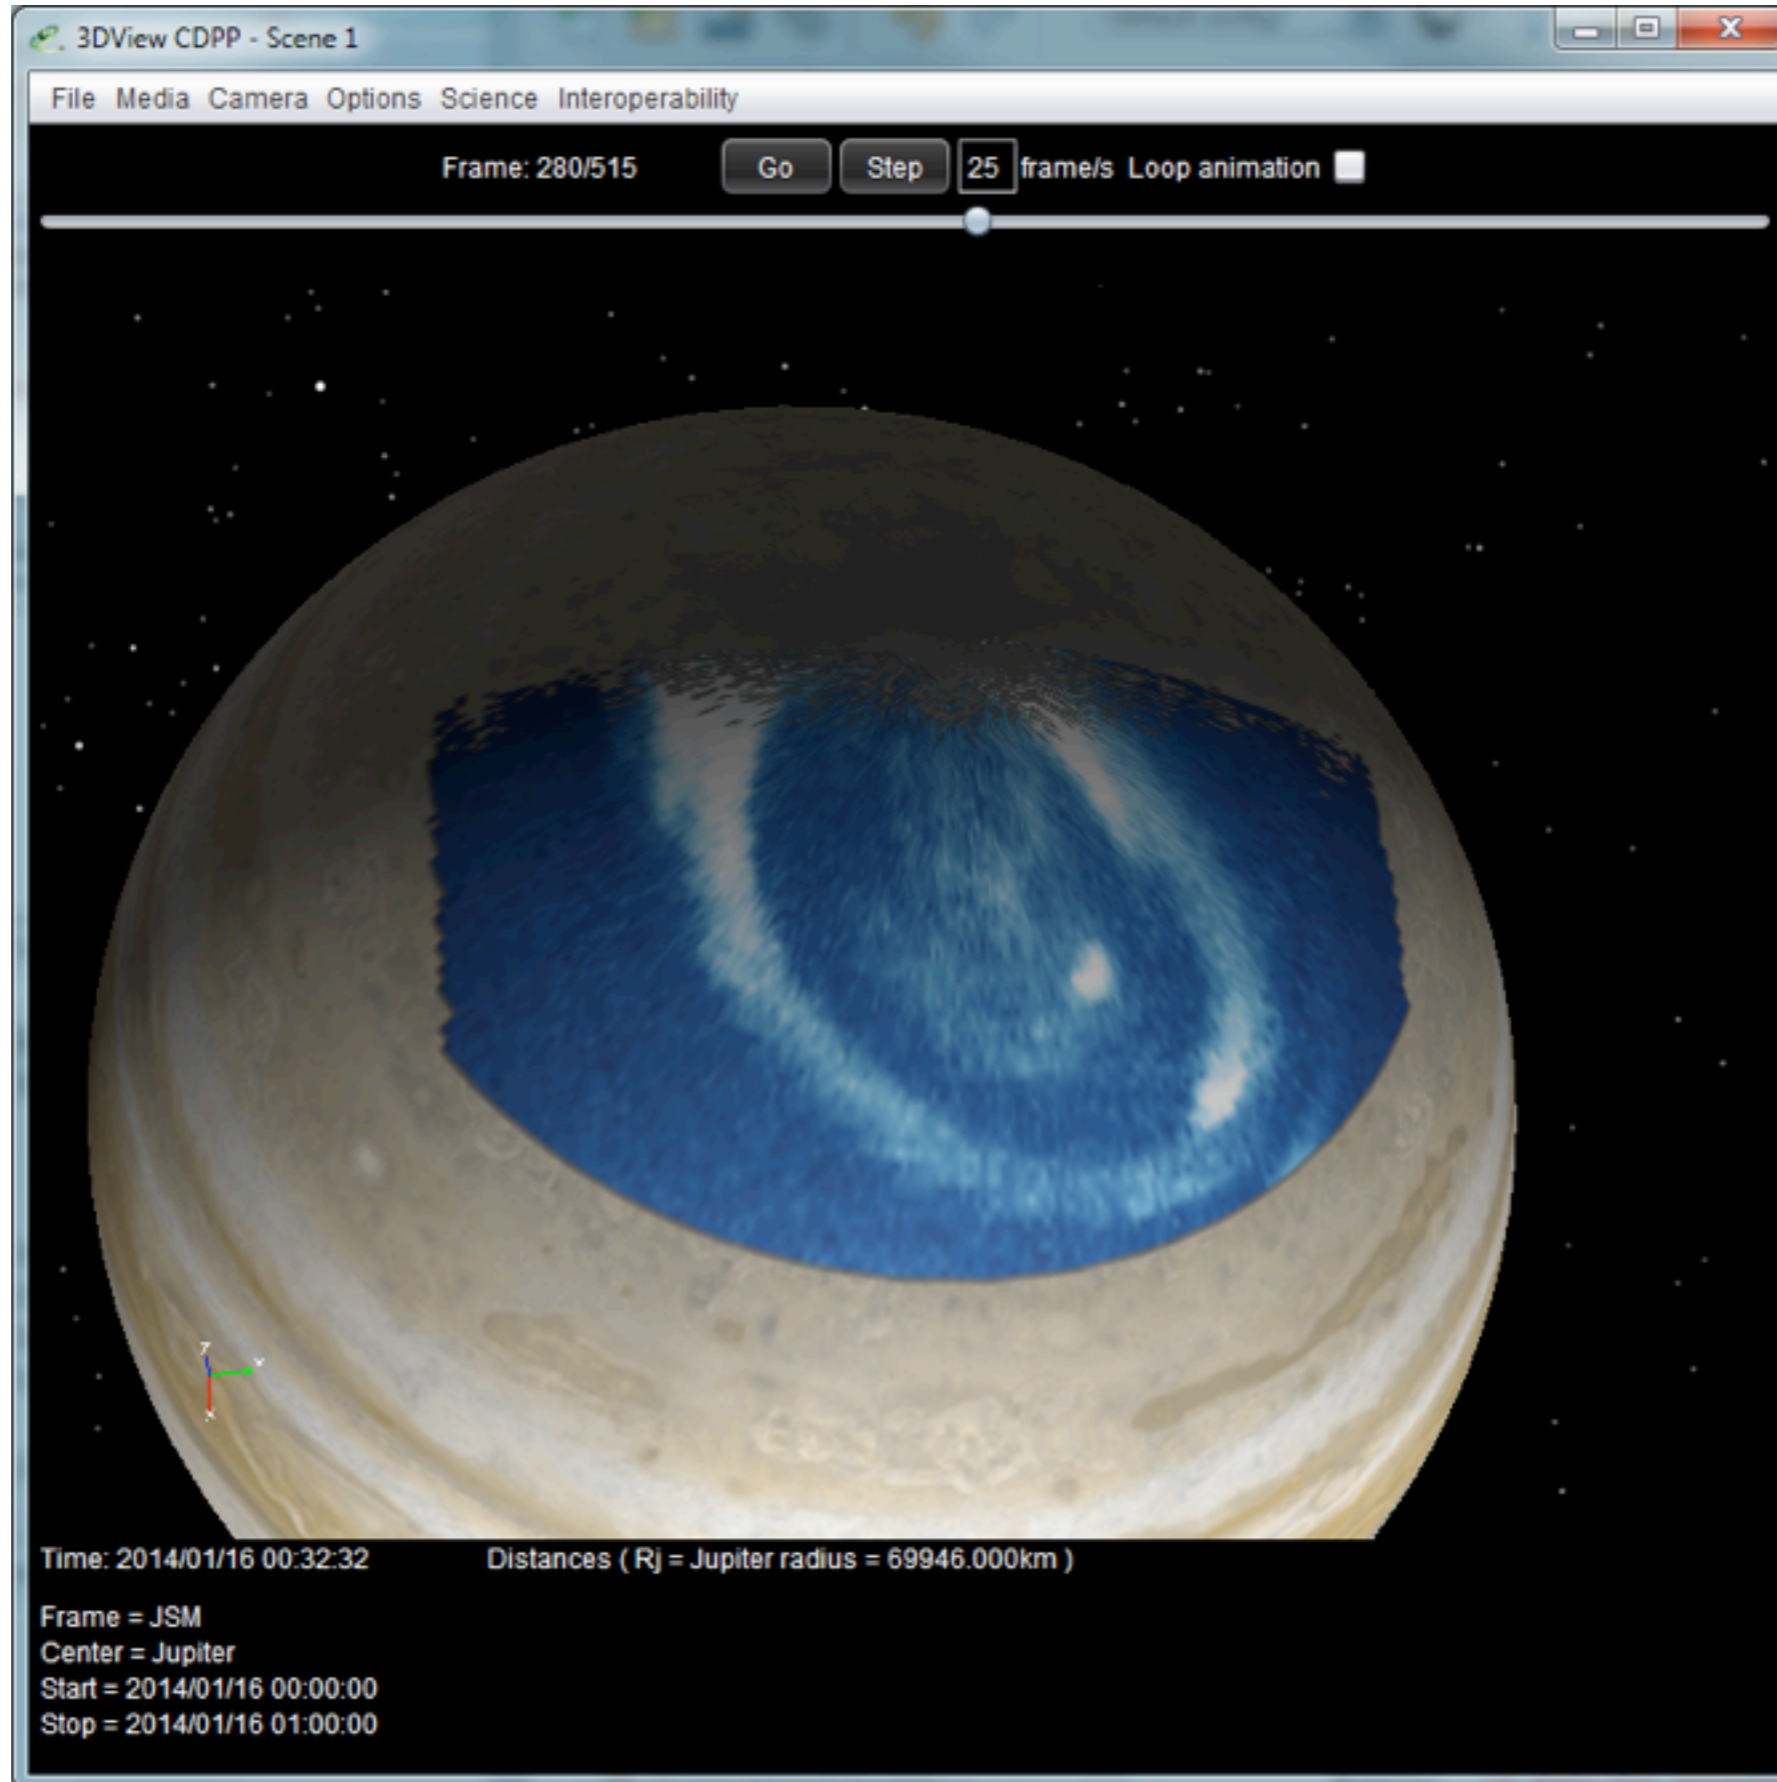 3DView CDPP - Scene 1
File Media Camera Options Science Interoperability
Frame: 280/515 Go Step 25 frame/s Loop animation
Z
Y
X
Time: 2014/01/16 00:32:32 Distances ( Rj = Jupiter radius = 69946.000km )
Frame = JSM
Center = Jupiter
Start = 2014/01/16 00:00:00
Stop = 2014/01/16 01:00:00